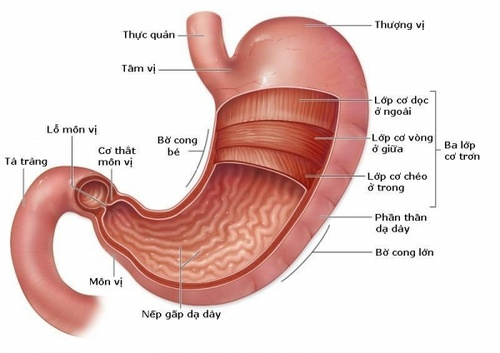 Thực quản
Thượng vị
Tâm vị
Lỗ môn vị
Cơ thắt
môn vị
Tá tràng
Bờ cong
bé
Lớp cơ dọc
ở ngoài
Lớp cơ vòng
ở giữa
Lớp cơ chéo
ở trong
Ba lớp
cơ trơn
Phần thân
dạ dày
Bờ cong lớn
Môn vị
Nếp gấp dạ dày